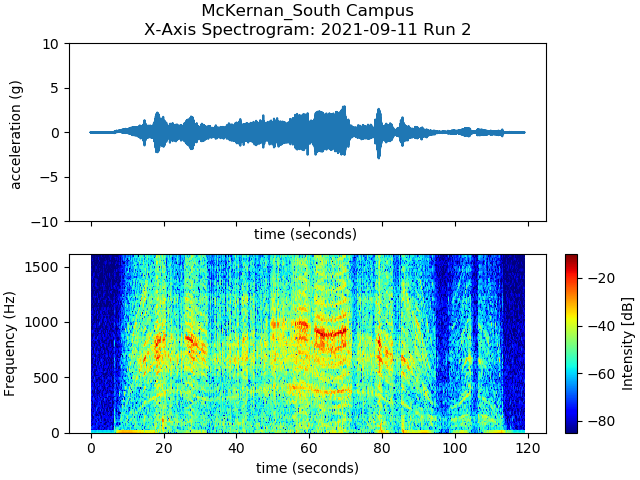 McKernan_South Campus
X-Axis Spectrogram: 2021-09-11 Run 2
10
5
0
−5
−10
acceleration (g)
time (seconds)
1500
1000
500
0
Frequency (Hz)
0 20 40 60 80 100 120
time (seconds)
−20
−40
−60
−80
Intensity [dB]